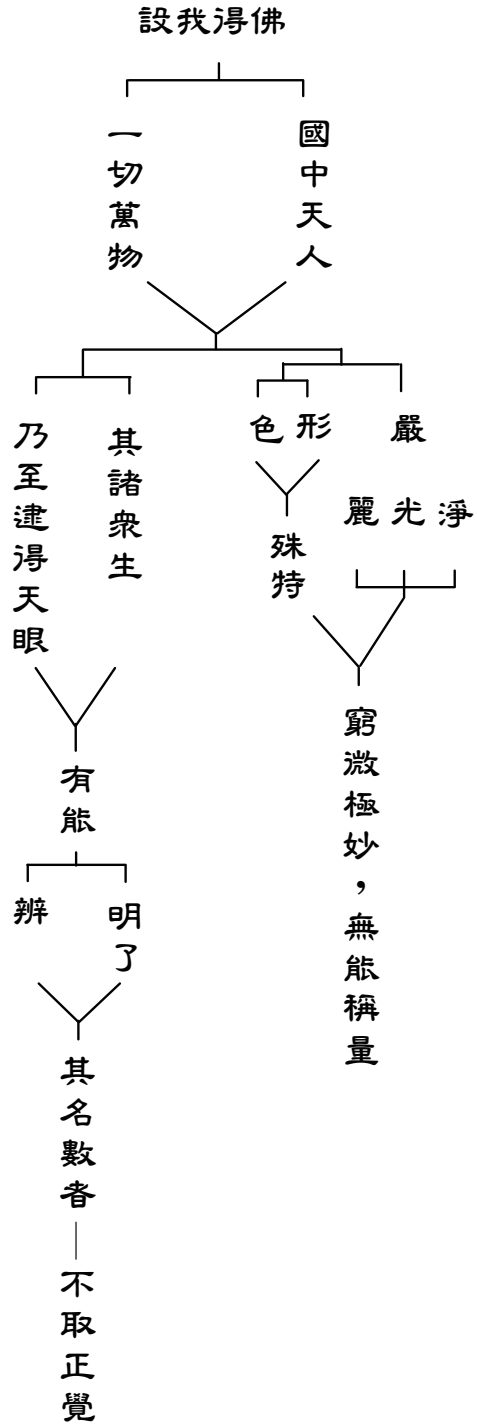 設我得佛
國中天人
一切萬物
嚴
淨光麗
形色
殊特
窮微極妙，無能稱量
其諸眾生
乃至逮得天眼
有能
明了
辨
其名數者—不取正覺